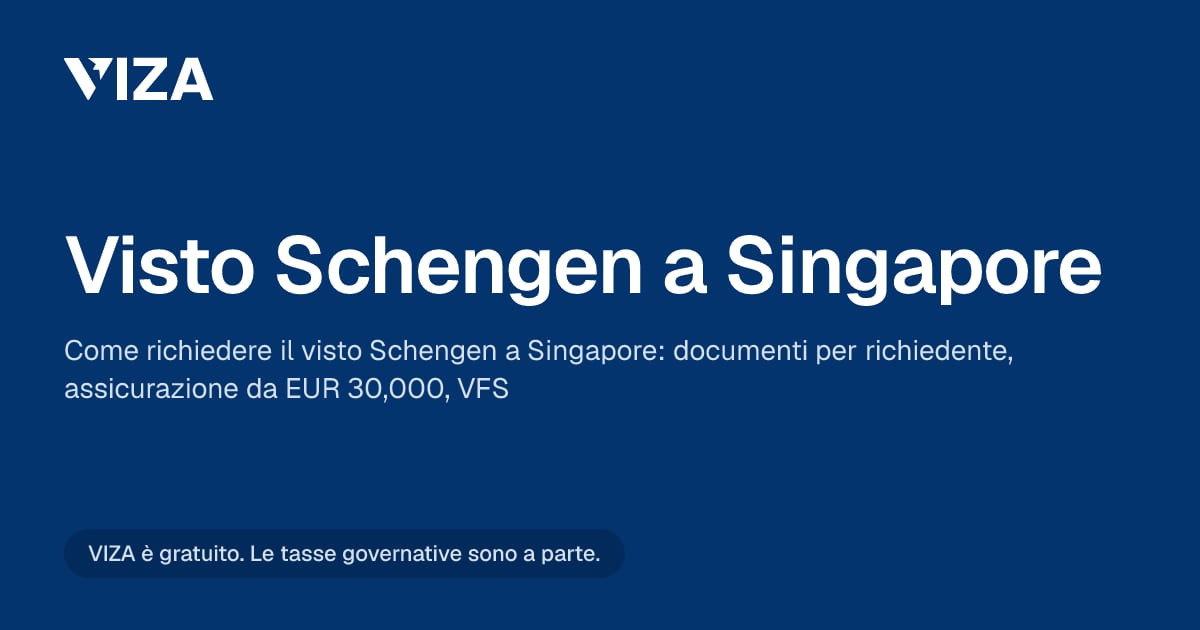 VIZA
Visto Schengen a Singapore
Come richiedere il visto Schengen a Singapore: documenti per richiedente,
assicurazione da EUR 30,000, VFS
VIZA è gratuito. Le tasse governative sono a parte.